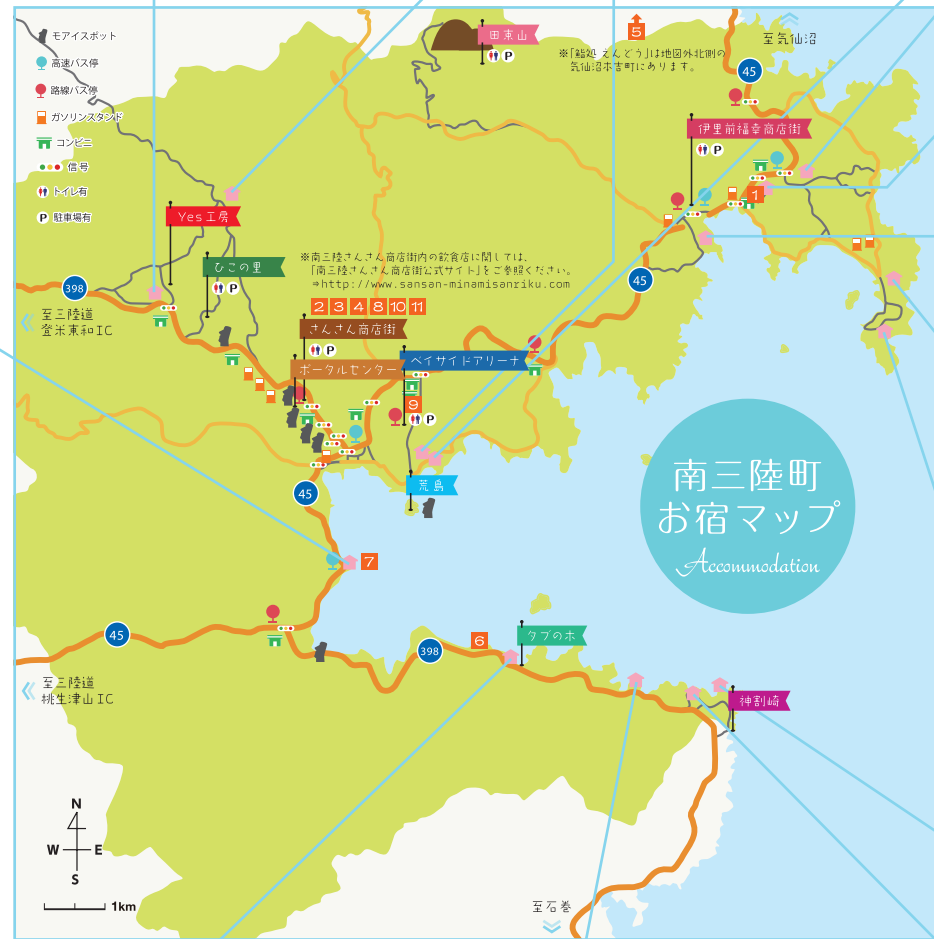 モアイスポット
高速バス停
路線バス停
ガソリンスタンド
コンビニ
信号
トイレ有
P 駐車場有
田束山
P
5
※「鮨処 えんどう」は地図外北側の
気仙沼本吉町にあります。
至気仙沼
45
伊里前福幸商店街
P
1
Yes工房
ひころの里
P
398
至三陸道
登米東和IC
※南三陸さんさん商店街内の飲食店に関しては、
「南三陸さんさん商店街公式サイト」をご参照ください。
⇒http://www.sansan-minamisanriku.com
2 3 4 8 10 11
さんさん商店街
P
ポータルセンター
ベイサイドアリーナ
9
P
45
荒島
45
南三陸町
お宿マップ
Accommodation
7
45
398
6
タブの木
至三陸道
桃生津山IC
神割崎
N
W E
S
1km
至石巻